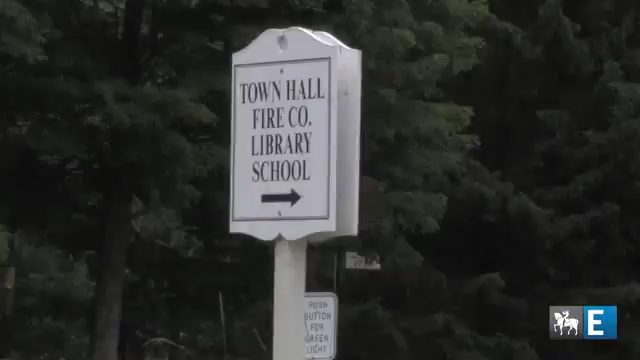 TOWN HALL
FIRE CO.
LIBRARY
SCHOOL
PUSH
BUTTON
FOR
GREEN
LIGHT
E